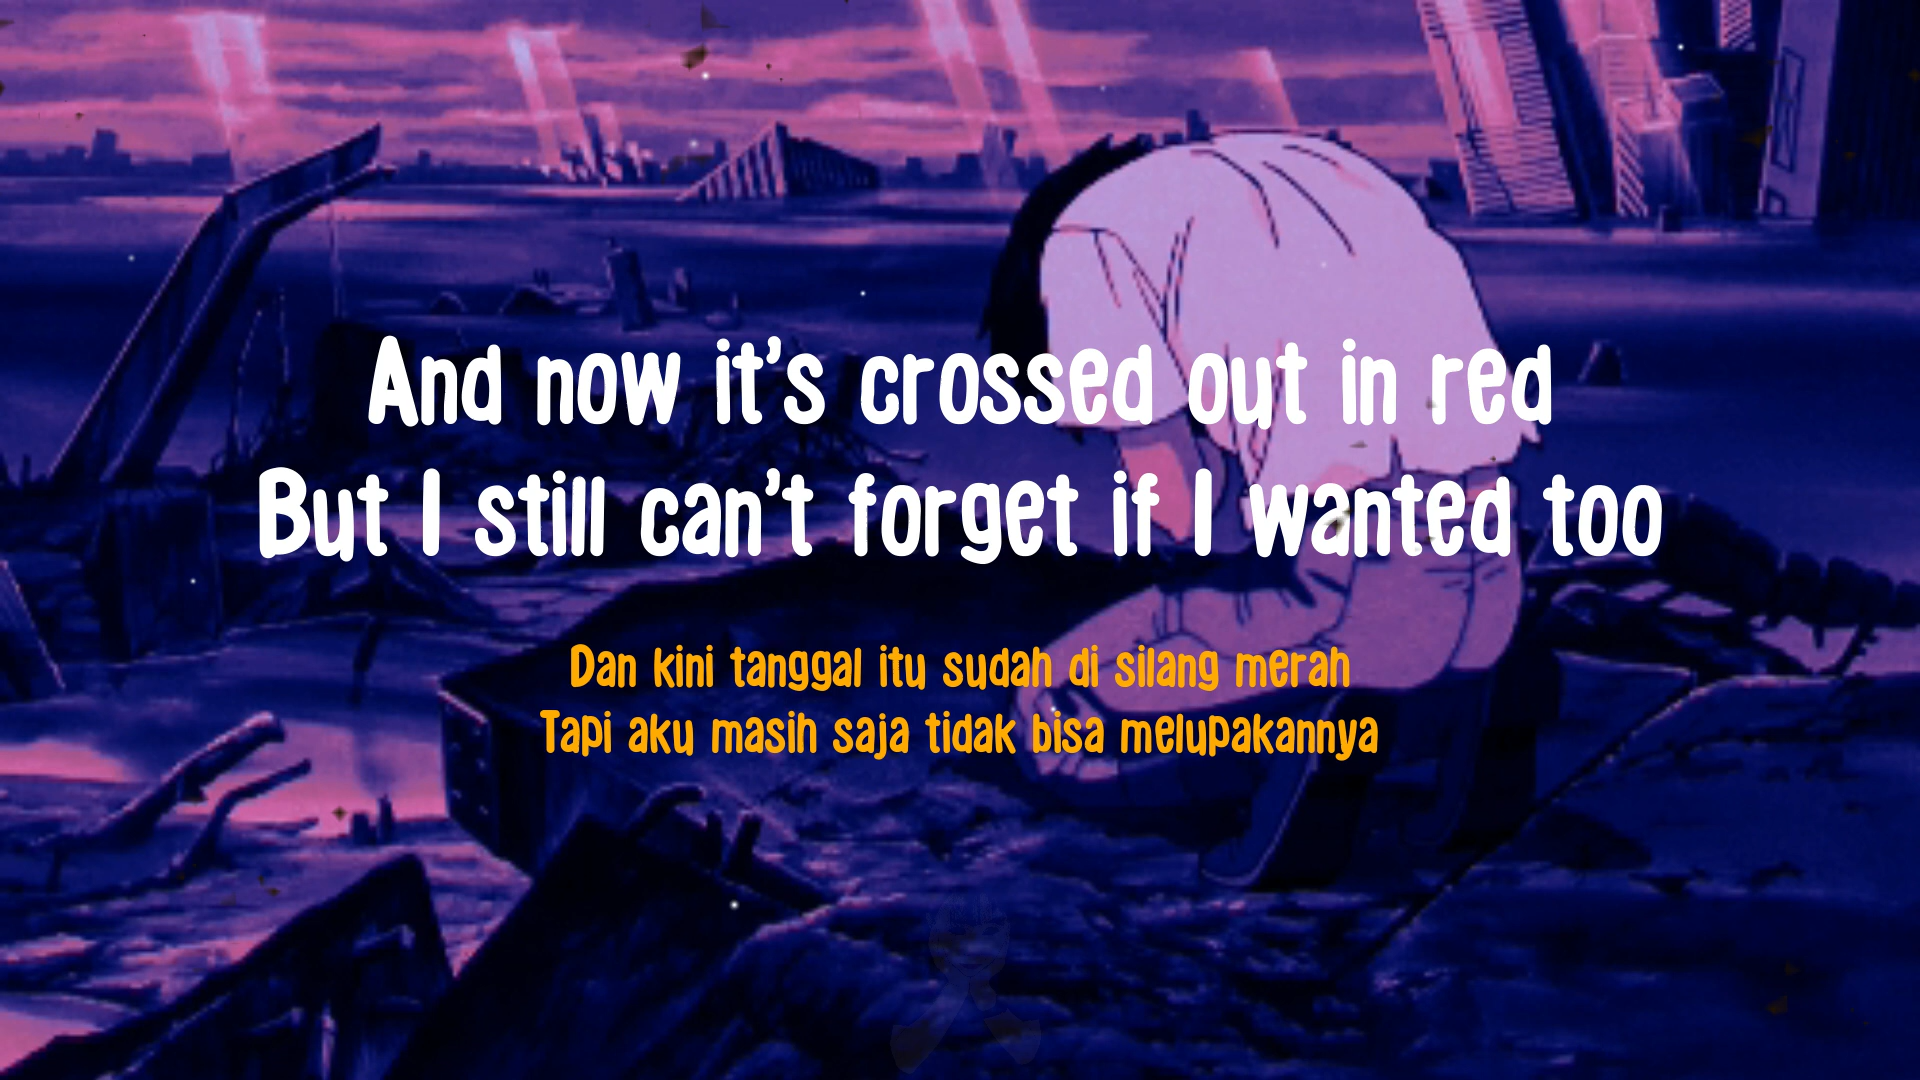 And now it's crossed out in red
But I still can't forget if I wanted too
Dan kini tanggal itu sudah di silang merah
Tapi aku masih saja tidak bisa melupakannya